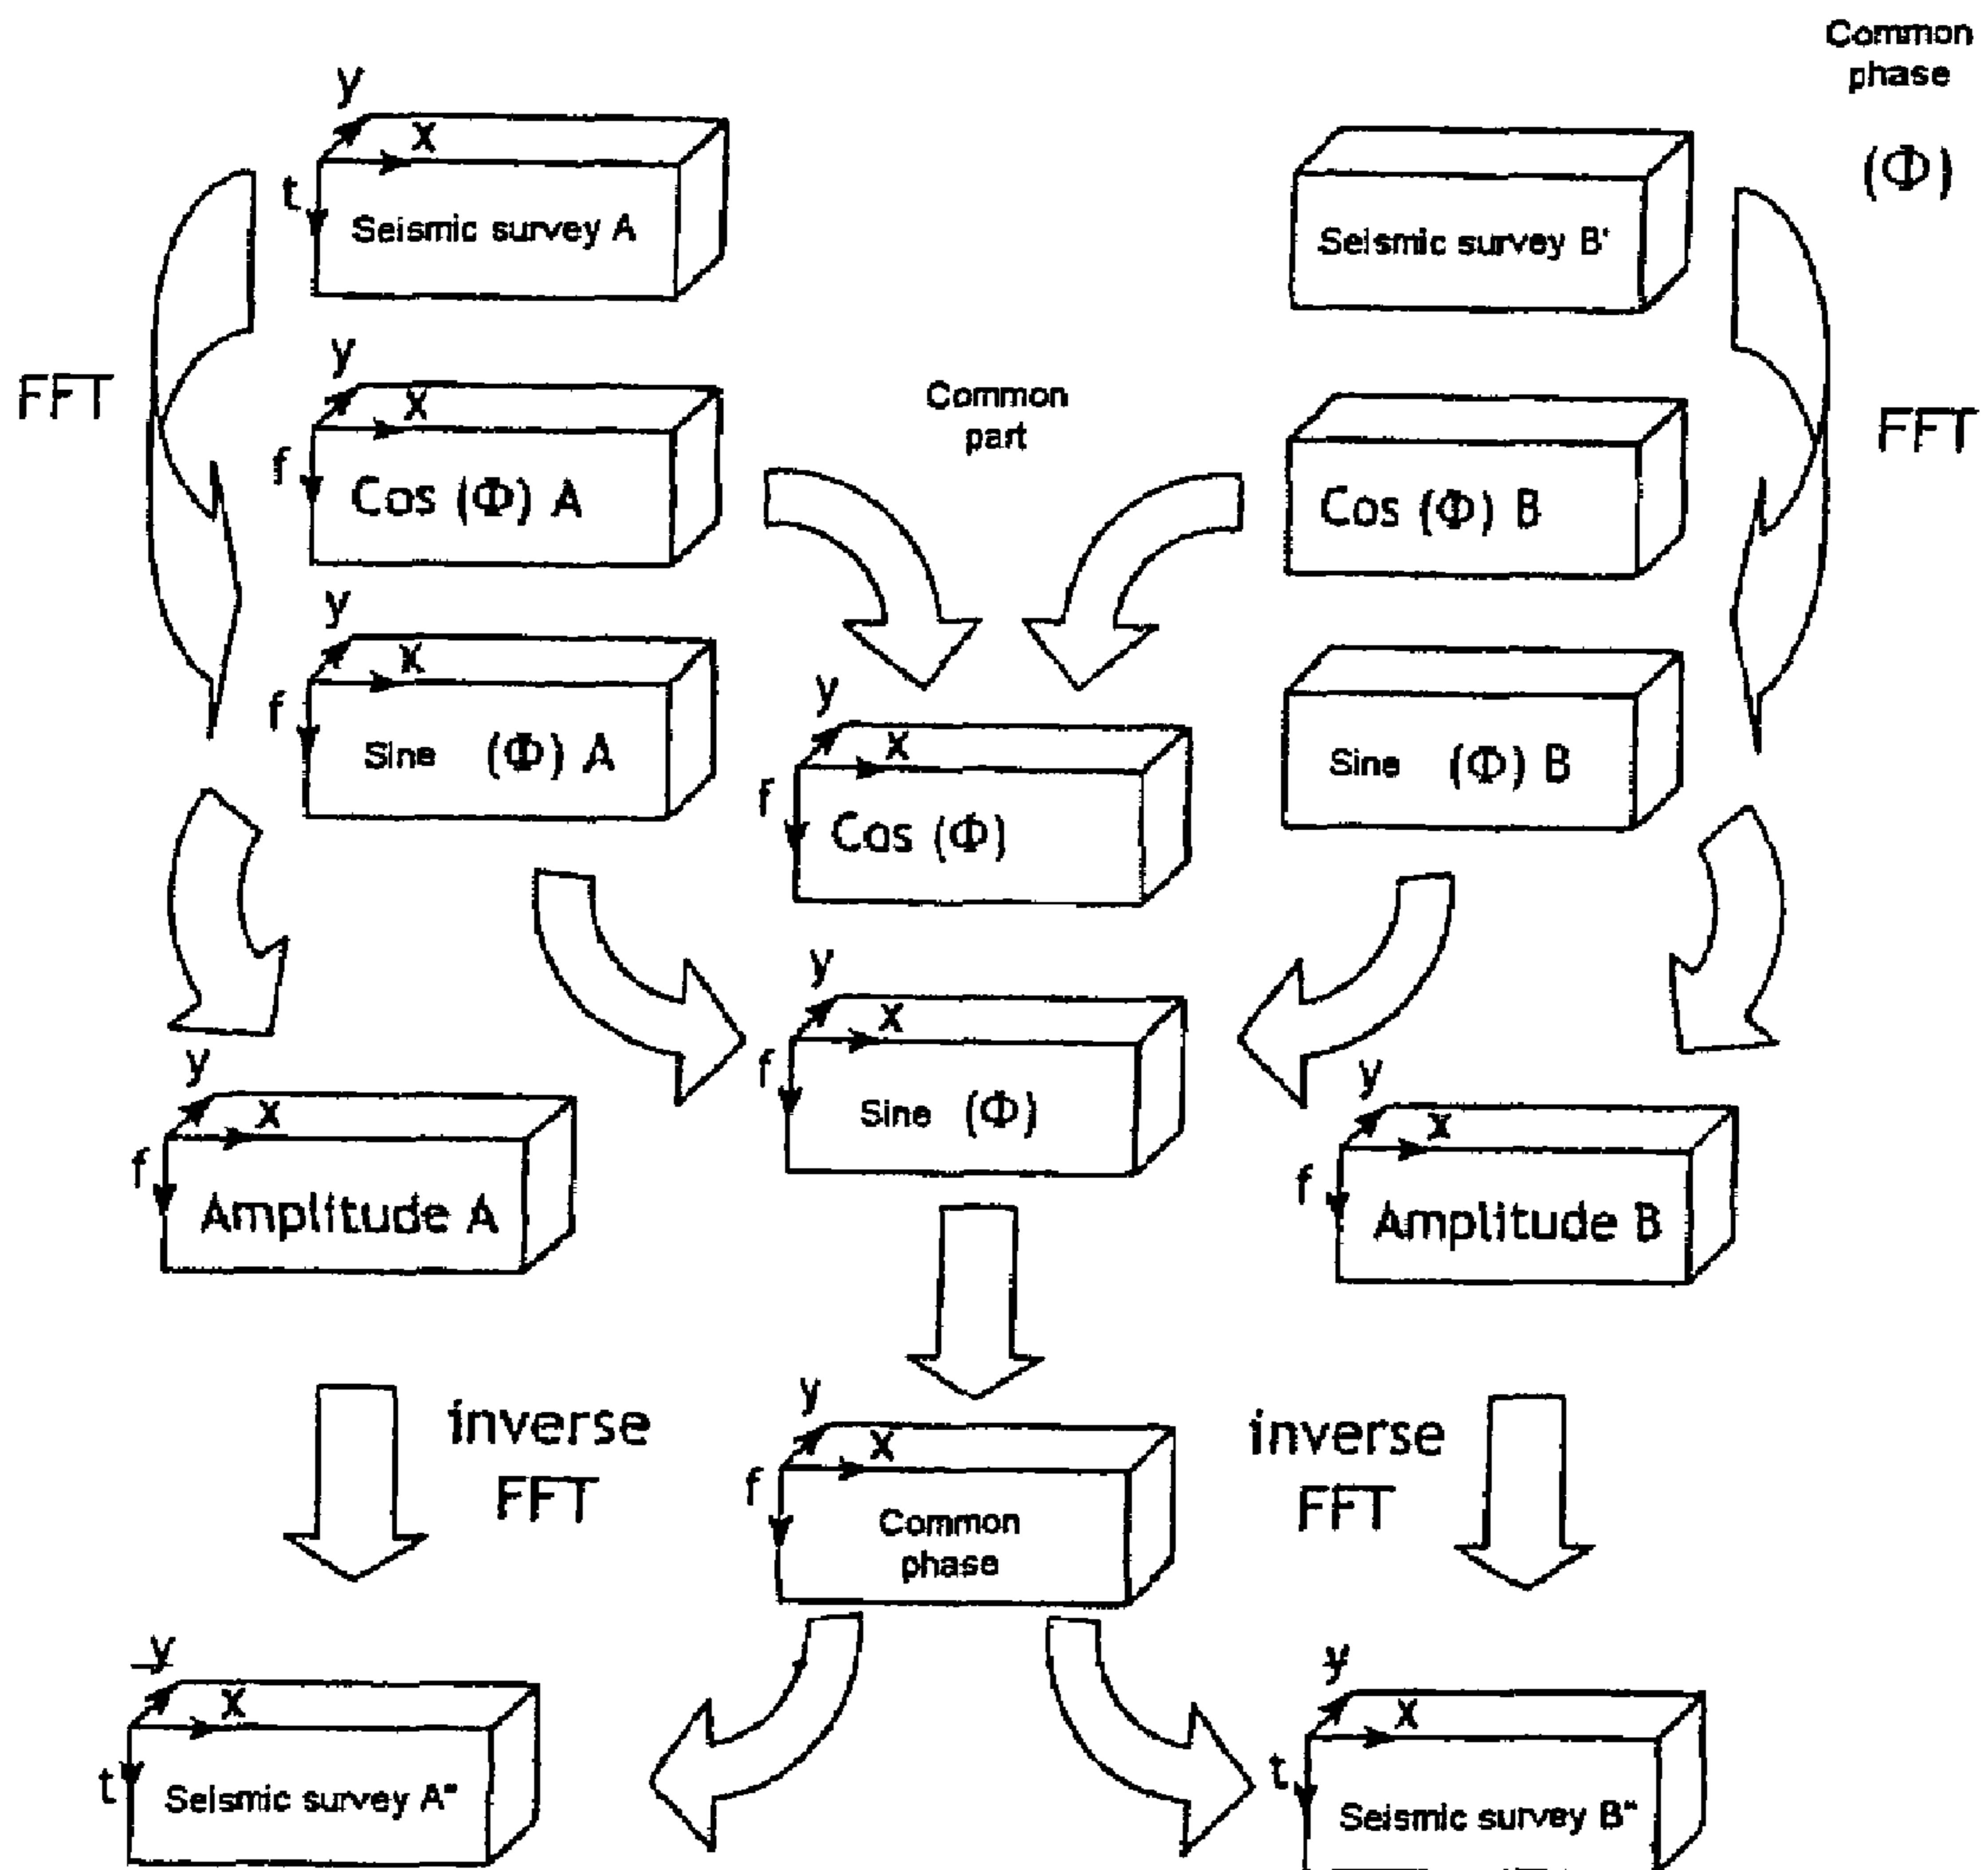 Common
phase
(Φ)
y
x
t
Seismic survey A
Seismic survey B'
FFT
y
x
f
Cos (Φ) A
Common
part
Cos (Φ) B
FFT
y
x
f
Sine (Φ) A
y
x
f
Cos (Φ)
Sine (Φ) B
y
x
f
Amplitude A
y
x
f
Sine (Φ)
y
x
f
Amplitude B
inverse
FFT
y
x
f
Common
phase
inverse
FFT
y
x
t
Seismic survey A"
y
x
t
Seismic survey B"